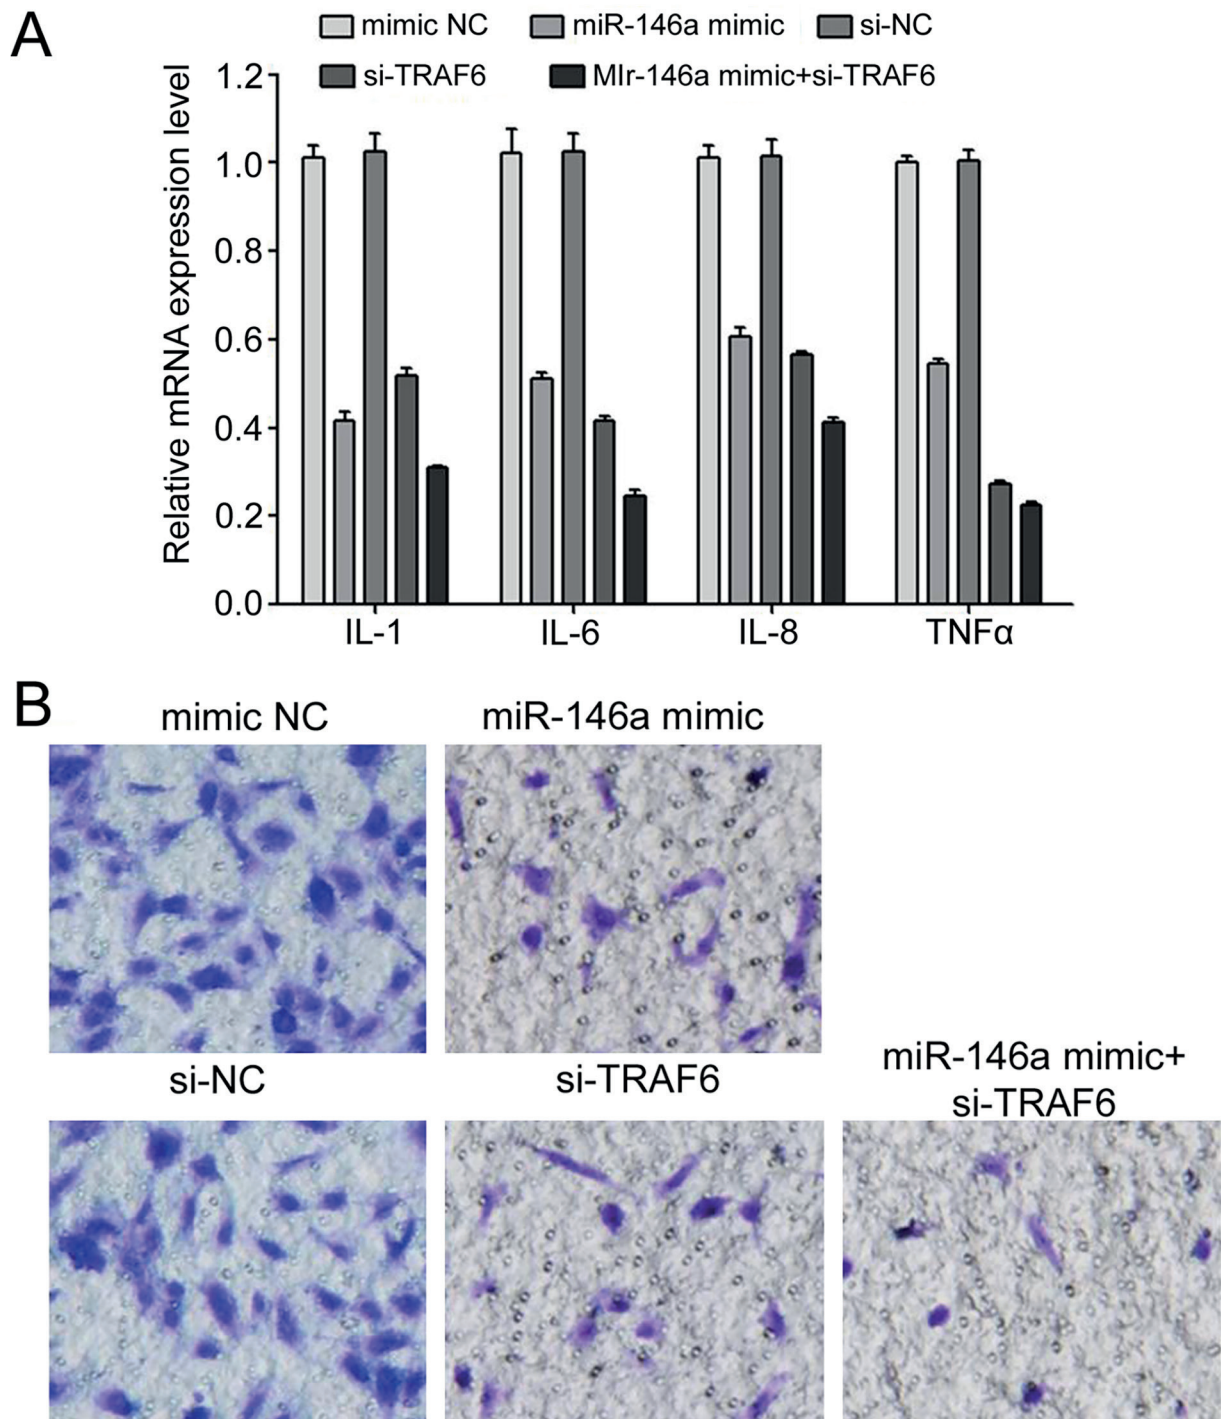 A
mimic NC miR-146a mimic si-NC
si-TRAF6 MIr-146a mimic+si-TRAF6
Relative mRNA expression level
1.2
1.0
0.8
0.6
0.4
0.2
0.0
IL-1 IL-6 IL-8 TNFα
B
mimic NC miR-146a mimic
si-NC si-TRAF6 miR-146a mimic+
si-TRAF6